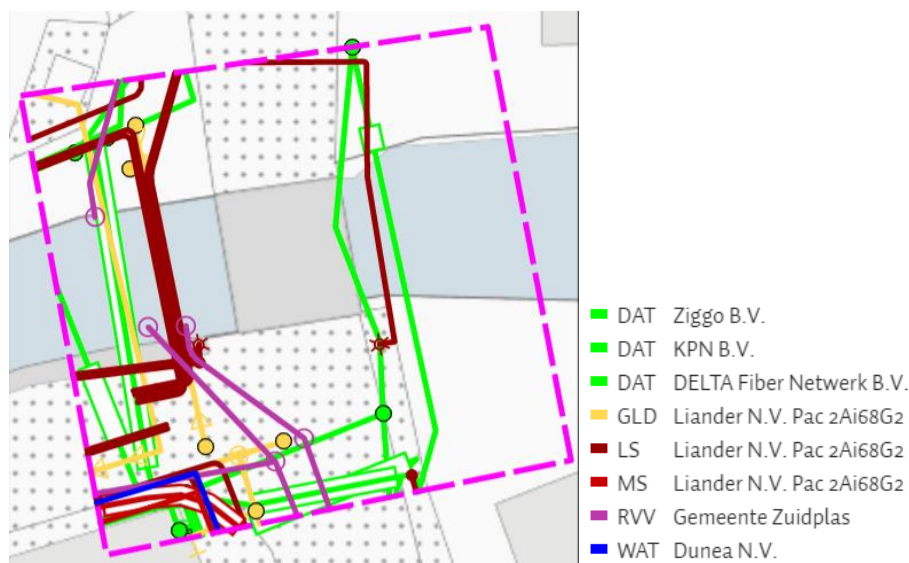 DAT Ziggo B.V.
DAT KPN B.V.
DAT DELTA Fiber Netwerk B.V.
GLD Liander N.V. Pac 2Ai68G2
LS Liander N.V. Pac 2Ai68G2
MS Liander N.V. Pac 2Ai68G2
RVV Gemeente Zuidplas
WAT Dunea N.V.